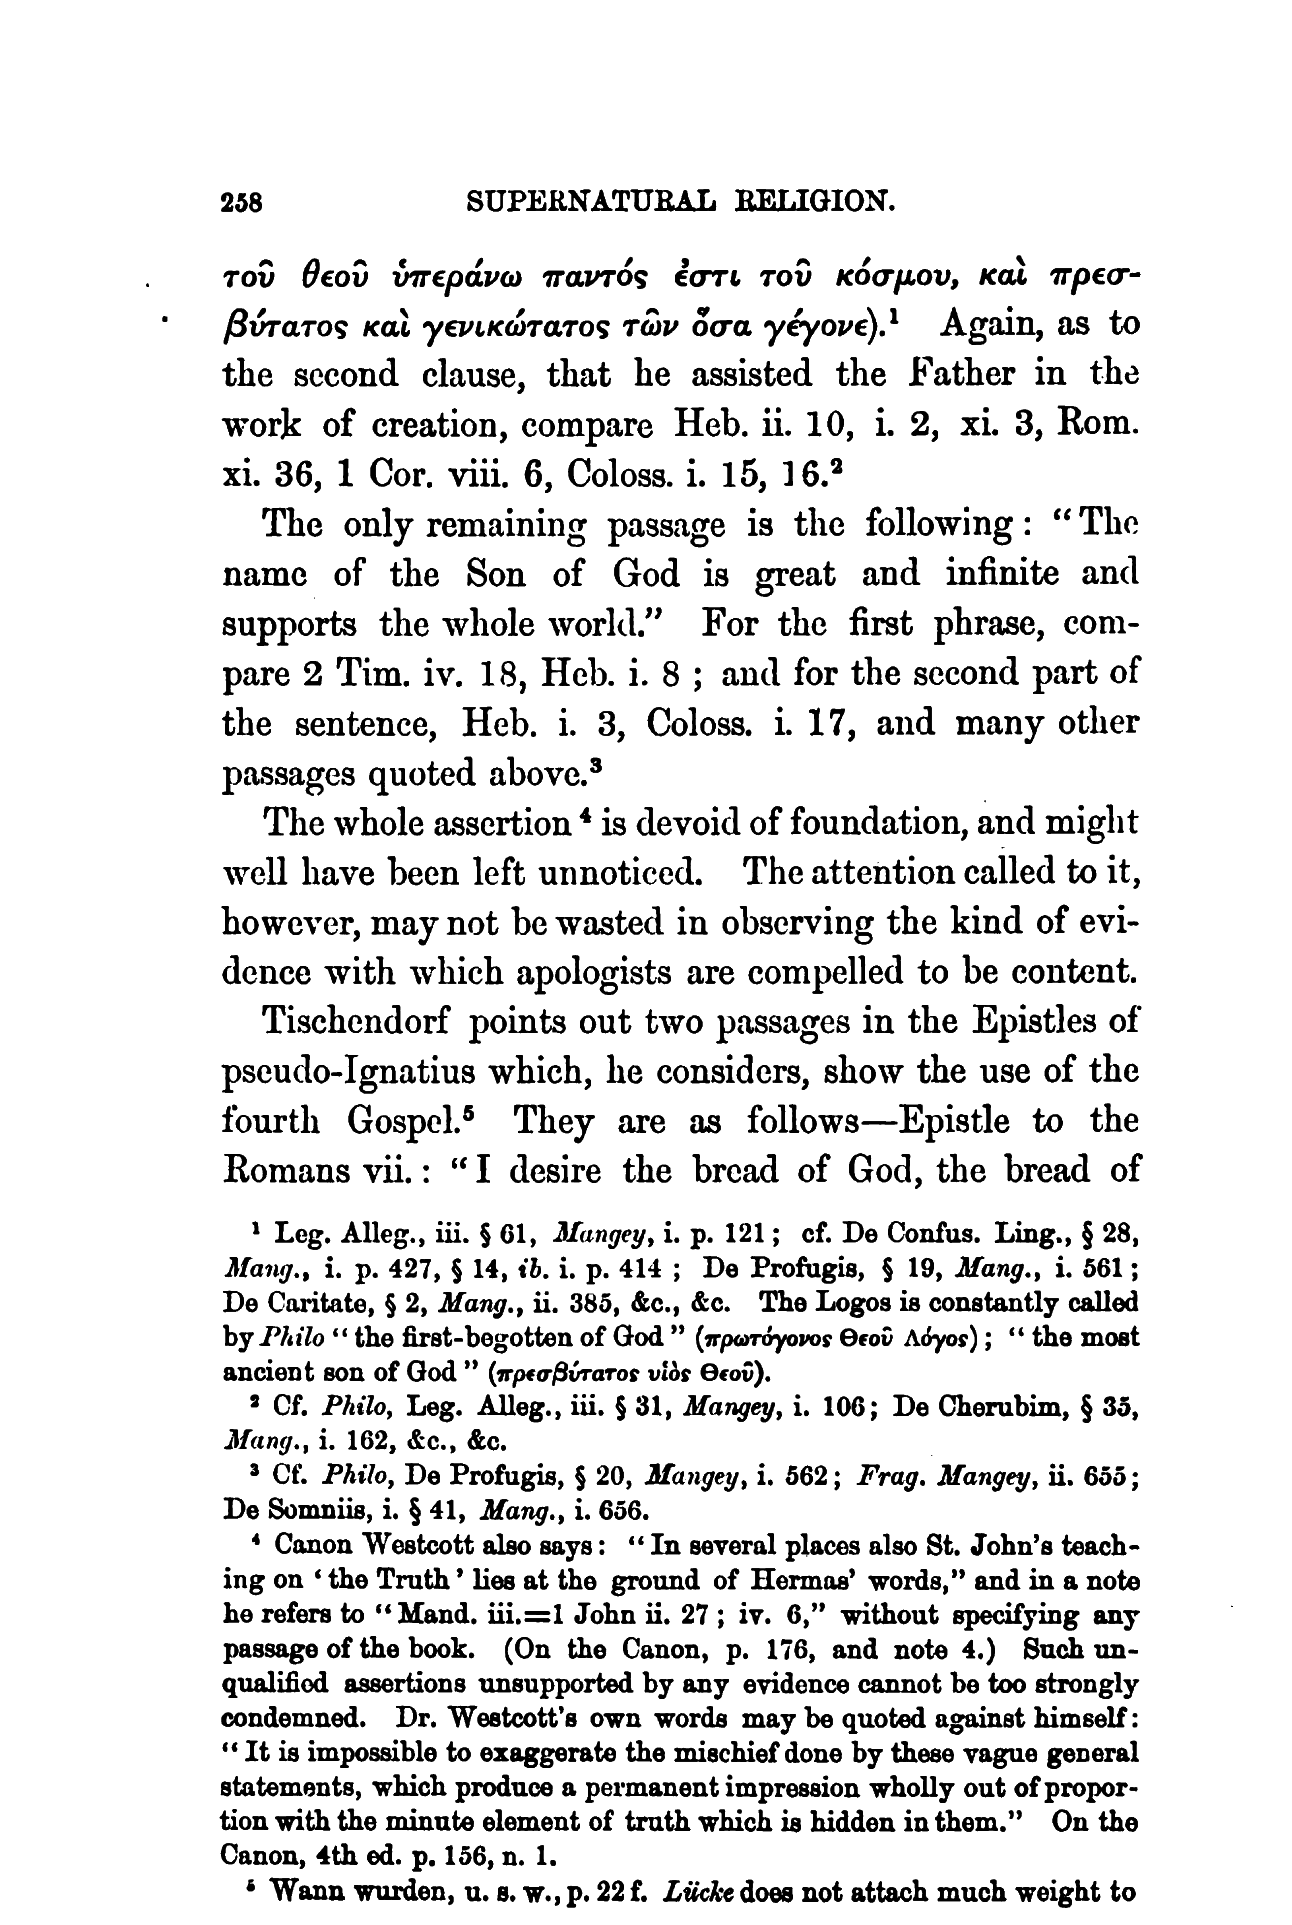 258 SUPERNATURAL RELIGION.
τοῦ θεοῦ ὑπεράνω παντός ἐστι τοῦ κόσμου, καὶ πρεσ-
βύτατος καὶ γενικώτατος τῶν ὅσα γέγονε).¹ Again, as to
the second clause, that he assisted the Father in the
work of creation, compare Heb. ii. 10, i. 2, xi. 3, Rom.
xi. 36, 1 Cor. viii. 6, Coloss. i. 15, 16.²
The only remaining passage is the following: “The
name of the Son of God is great and infinite and
supports the whole world.” For the first phrase, com-
pare 2 Tim. iv. 18, Heb. i. 8 ; and for the second part of
the sentence, Heb. i. 3, Coloss. i. 17, and many other
passages quoted above.³
The whole assertion ⁴ is devoid of foundation, and might
well have been left unnoticed. The attention called to it,
however, may not be wasted in observing the kind of evi-
dence with which apologists are compelled to be content.
Tischendorf points out two passages in the Epistles of
pseudo-Ignatius which, he considers, show the use of the
fourth Gospel.⁵ They are as follows—Epistle to the
Romans vii. : “I desire the bread of God, the bread of
¹ Leg. Alleg., iii. § 61, Mangey, i. p. 121 ; cf. De Confus. Ling., § 28,
Mang., i. p. 427, § 14, ib. i. p. 414 ; De Profugis, § 19, Mang., i. 561 ;
De Caritate, § 2, Mang., ii. 385, &c., &c. The Logos is constantly called
by Philo “the first-begotten of God” (πρωτόγονος Θεοῦ Λόγος) ; “the most
ancient son of God” (πρεσβύτατος υἱὸς Θεοῦ).
² Cf. Philo, Leg. Alleg., iii. § 31, Mangey, i. 106; De Cherubim, § 35,
Mang., i. 162, &c., &c.
³ Cf. Philo, De Profugis, § 20, Mangey, i. 562 ; Frag. Mangey, ii. 655;
De Somniis, i. § 41, Mang., i. 656.
⁴ Canon Westcott also says: “In several places also St. John's teach-
ing on ‘the Truth’ lies at the ground of Hermas' words,” and in a note
he refers to “Mand. iii.=1 John ii. 27 ; iv. 6,” without specifying any
passage of the book. (On the Canon, p. 176, and note 4.) Such un-
qualified assertions unsupported by any evidence cannot be too strongly
condemned. Dr. Westcott's own words may be quoted against himself:
“It is impossible to exaggerate the mischief done by these vague general
statements, which produce a permanent impression wholly out of propor-
tion with the minute element of truth which is hidden in them.” On the
Canon, 4th ed. p. 156, n. 1.
⁵ Wann wurden, u. s. w., p. 22 f. Lücke does not attach much weight to